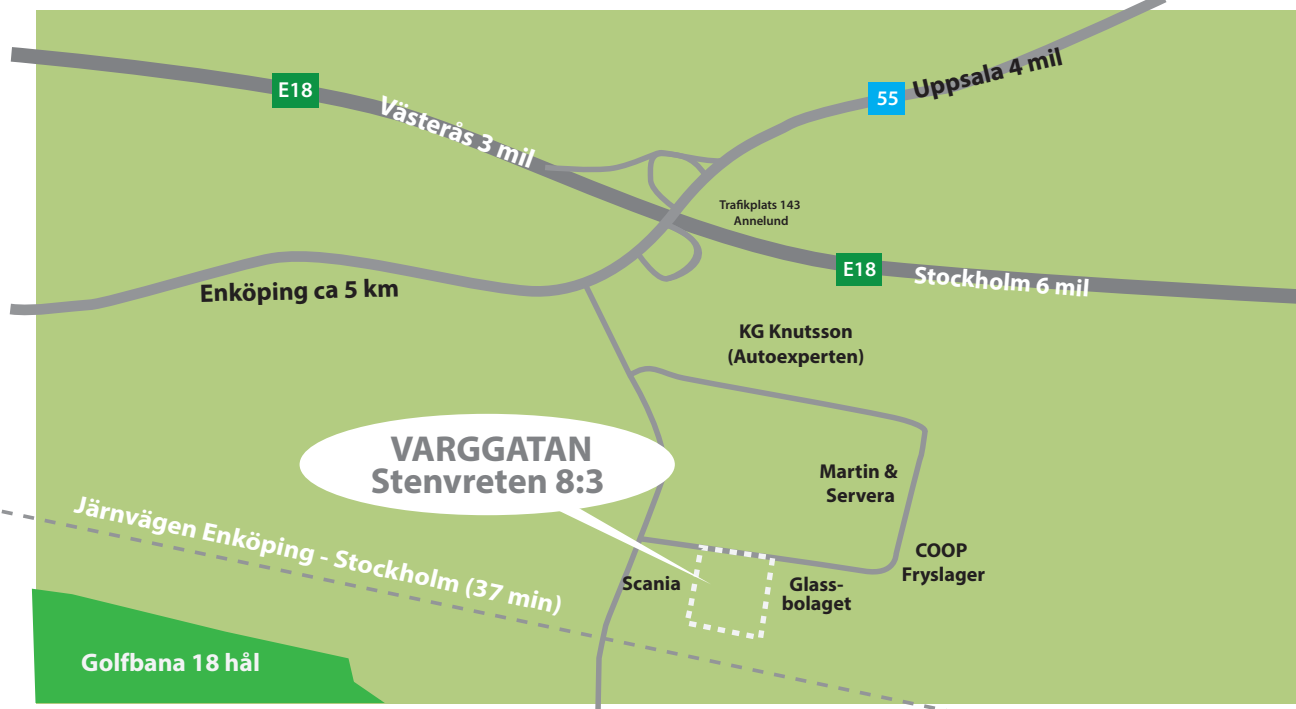 E18
Västerås 3 mil
55
Uppsala 4 mil
Trafikplats 143
Annelund
E18
Stockholm 6 mil
Enköping ca 5 km
KG Knutsson
(Autoexperten)
VARGGATAN
Stenvreten 8:3
Martin &
Servera
Järnvägen Enköping - Stockholm (37 min)
COOP
Fryslager
Scania
Glass-
bolaget
Golfbana 18 hål